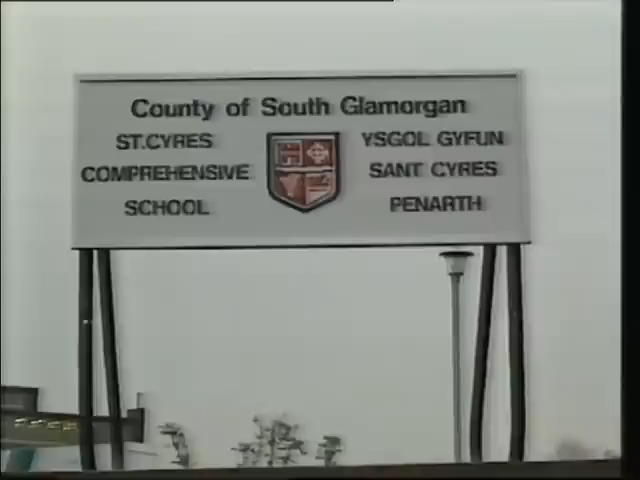 County of South Glamorgan
ST.CYRES
COMPREHENSIVE
SCHOOL
YSGOL GYFUN
SANT CYRES
PENARTH